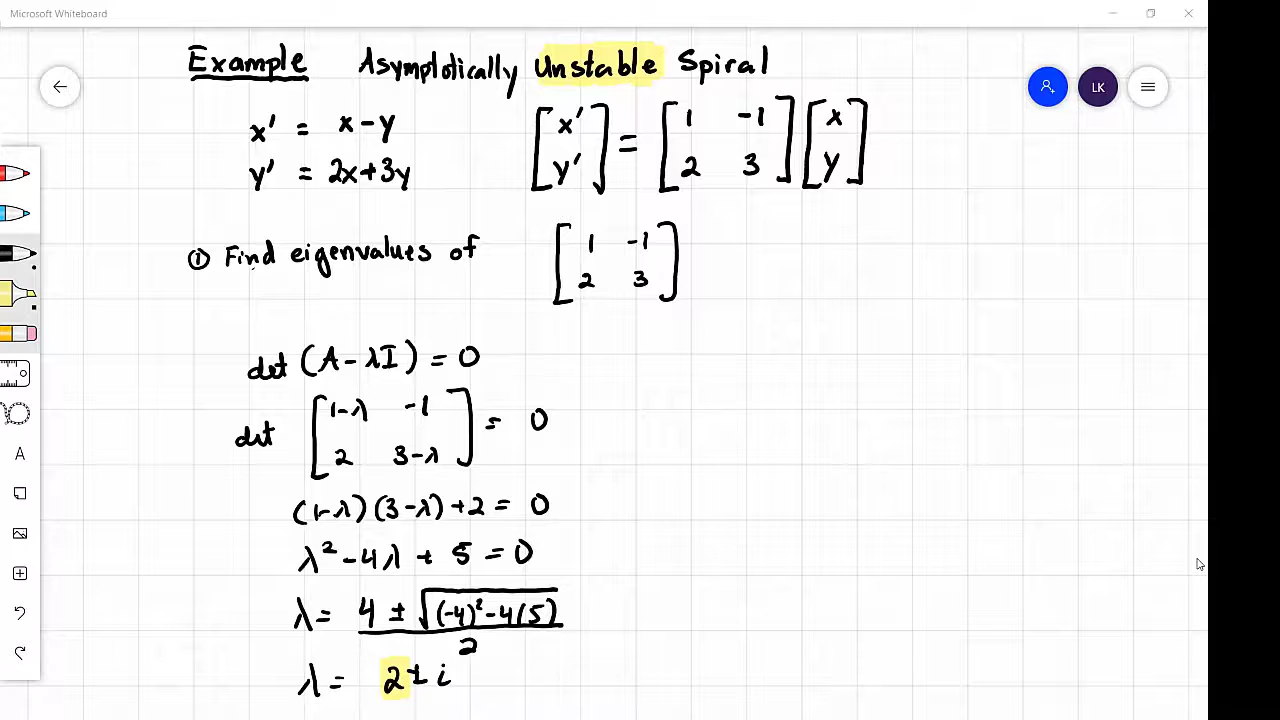 Microsoft Whiteboard
Example Asymptotically Unstable Spiral
x' = x-y
y' = 2x+3y
[x' y'] = [1 -1 2 3] [x y]
LK
① Find eigenvalues of [1 -1 2 3]
det (A-λI) = 0
det [1-λ -1 2 3-λ] = 0
(1-λ)(3-λ)+2 = 0
λ²-4λ+5=0
λ = 4 ± √(-4)²-4(5) / 2
λ = 2±i
A